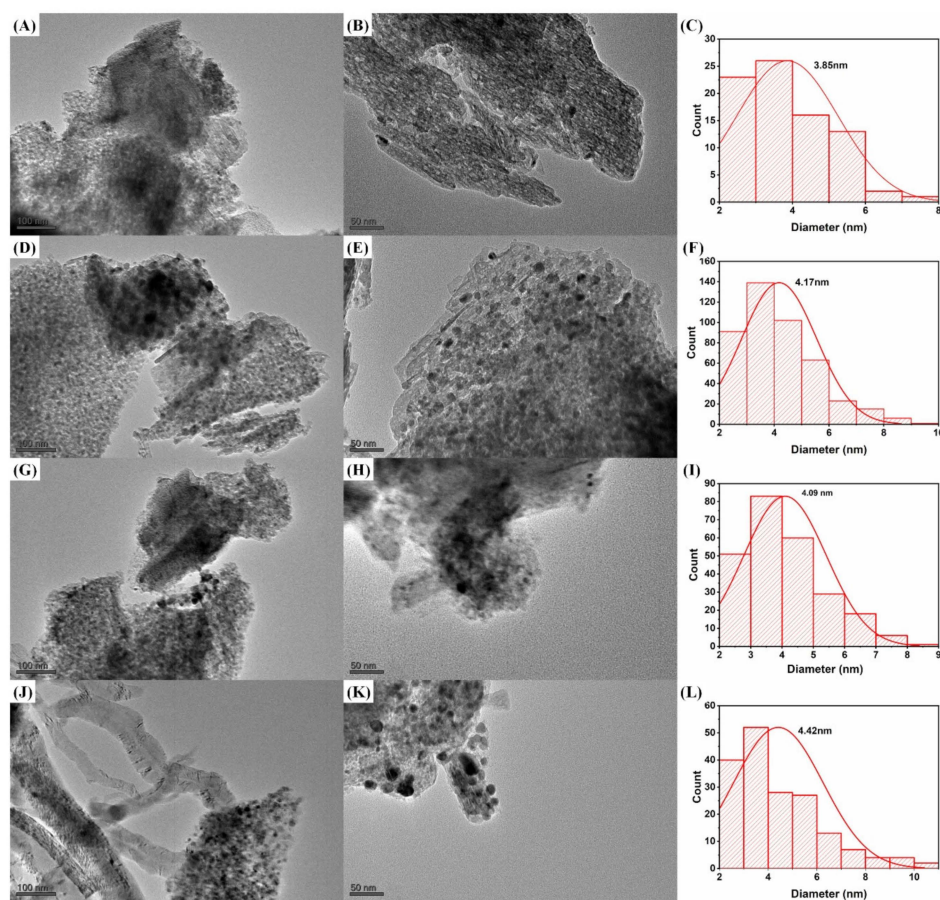 (A)
100 nm
(B)
50 nm
(C)
30
25
20
15
10
5
0
Count
3.85nm
2
4
6
8
Diameter (nm)
(D)
100 nm
(E)
50 nm
(F)
160
140
120
100
80
60
40
20
0
Count
4.17nm
2
4
6
8
10
Diameter (nm)
(G)
100 nm
(H)
50 nm
(I)
90
80
70
60
50
40
30
20
10
0
Count
4.09 nm
2
3
4
5
6
7
8
9
Diameter (nm)
(J)
100 nm
(K)
50 nm
(L)
60
50
40
30
20
10
0
Count
4.42nm
2
4
6
8
10
Diameter (nm)